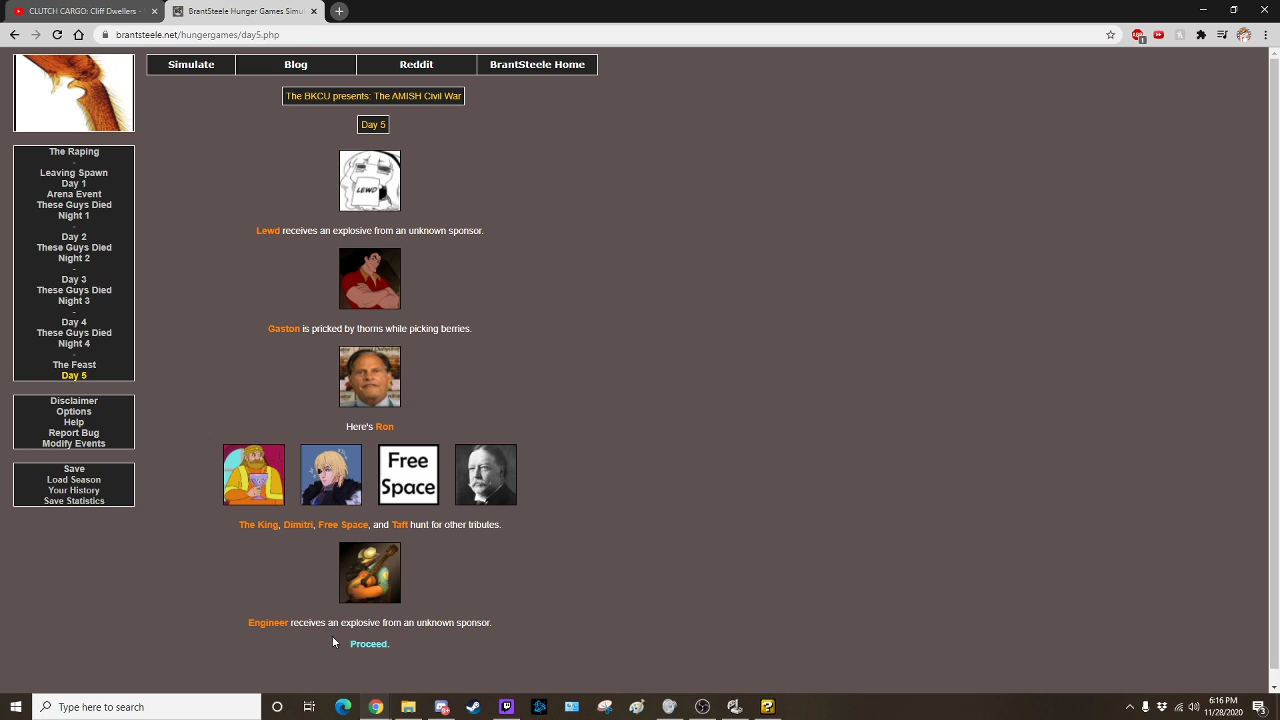 CLUTCH CARGO: Cliff Dwellers -
BrantSteele Hunger Games Simu
brantsteele.net/hungergames/day5.php
Simulate
Blog
Reddit
BrantSteele Home
The BKCU presents: The AMISH Civil War
Day 5
The Raping
-
Leaving Spawn
Day 1
Arena Event
These Guys Died
Night 1
-
Day 2
These Guys Died
Night 2
-
Day 3
These Guys Died
Night 3
-
Day 4
These Guys Died
Night 4
-
The Feast
Day 5
Disclaimer
Options
Help
Report Bug
Modify Events
Save
Load Season
Your History
Save Statistics
LEWD
Lewd receives an explosive from an unknown sponsor.
Gaston is pricked by thorns while picking berries.
Here's Ron
Free
Space
The King, Dimitri, Free Space, and Taft hunt for other tributes.
Engineer receives an explosive from an unknown sponsor.
Proceed.
Type here to search
6:16 PM
11/28/2020